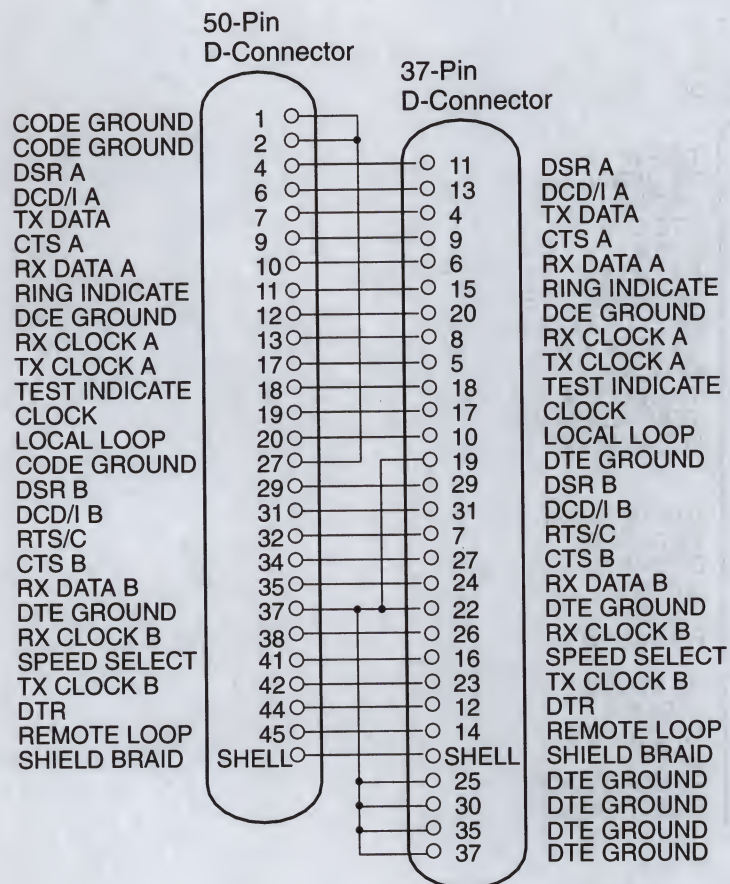 50-Pin
D-Connector
37-Pin
D-Connector
CODE GROUND 1
CODE GROUND 2
DSR A 4 11 DSR A
DCD/I A 6 13 DCD/I A
TX DATA 7 4 TX DATA
CTS A 9 9 CTS A
RX DATA A 10 6 RX DATA A
RING INDICATE 11 15 RING INDICATE
DCE GROUND 12 20 DCE GROUND
RX CLOCK A 13 8 RX CLOCK A
TX CLOCK A 17 5 TX CLOCK A
TEST INDICATE 18 18 TEST INDICATE
CLOCK 19 17 CLOCK
LOCAL LOOP 20 10 LOCAL LOOP
CODE GROUND 27 19 DTE GROUND
DSR B 29 29 DSR B
DCD/I B 31 31 DCD/I B
RTS/C 32 7 RTS/C
CTS B 34 27 CTS B
RX DATA B 35 24 RX DATA B
DTE GROUND 37 22 DTE GROUND
RX CLOCK B 38 26 RX CLOCK B
SPEED SELECT 41 16 SPEED SELECT
TX CLOCK B 42 23 TX CLOCK B
DTR 44 12 DTR
REMOTE LOOP 45 14 REMOTE LOOP
SHIELD BRAID SHELL SHELL SHIELD BRAID
25 DTE GROUND
30 DTE GROUND
35 DTE GROUND
37 DTE GROUND